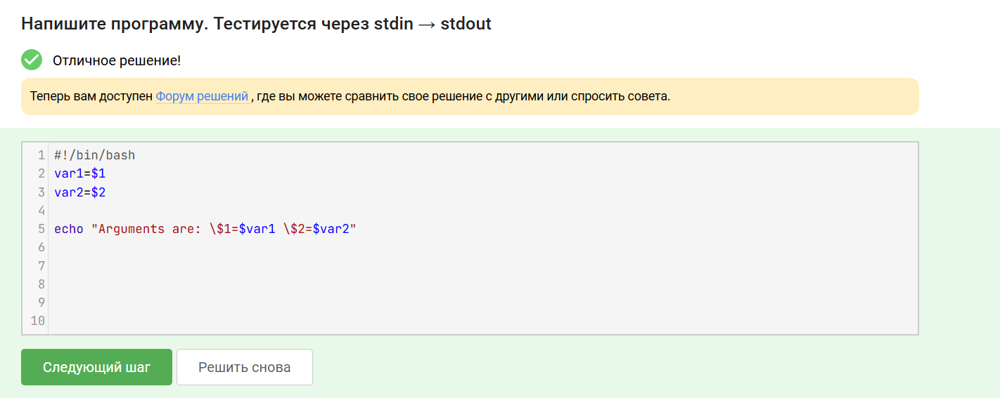 Напишите программу. Тестируется через stdin → stdout
Отличное решение!
Теперь вам доступен Форум решений , где вы можете сравнить свое решение с другими или спросить совета.
1 #!/bin/bash
2 var1=$1
3 var2=$2
4
5 echo "Arguments are: \$1=$var1 \$2=$var2"
6
7
8
9
10
Следующий шаг Решить снова